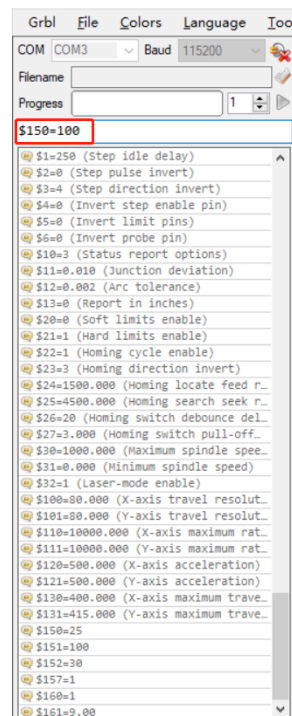 Grbl File Colors Language Too
COM COM3 Baud 115200
Filename
Progress 1
$150=100
$1=250 (Step idle delay)
$2=0 (Step pulse invert)
$3=4 (Step direction invert)
$4=0 (Invert step enable pin)
$5=0 (Invert limit pins)
$6=0 (Invert probe pin)
$10=3 (Status report options)
$11=0.010 (Junction deviation)
$12=0.002 (Arc tolerance)
$13=0 (Report in inches)
$20=0 (Soft limits enable)
$21=1 (Hard limits enable)
$22=1 (Homing cycle enable)
$23=3 (Homing direction invert)
$24=1500.000 (Homing locate feed r…
$25=4500.000 (Homing search seek r…
$26=20 (Homing switch debounce del…
$27=3.000 (Homing switch pull-off…
$30=1000.000 (Maximum spindle spee…
$31=0.000 (Minimum spindle speed)
$32=1 (Laser-mode enable)
$100=80.000 (X-axis travel resolut…
$101=80.000 (Y-axis travel resolut…
$110=10000.000 (X-axis maximum rat…
$111=10000.000 (Y-axis maximum rat…
$120=500.000 (X-axis acceleration)
$121=500.000 (Y-axis acceleration)
$130=400.000 (X-axis maximum trave…
$131=415.000 (Y-axis maximum trave…
$150=25
$151=100
$152=30
$157=1
$160=1
$161=9.00